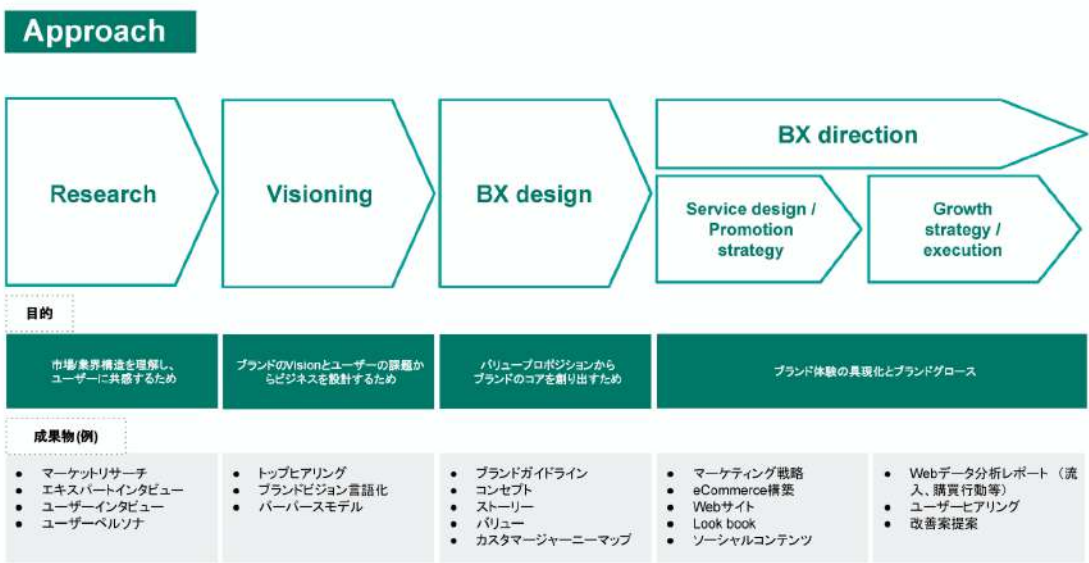 Approach
Research
Visioning
BX design
BX direction
Service design /
Promotion
strategy
Growth
strategy /
execution
目的
市場/業界構造を理解し、
ユーザーに共感するため
ブランドのVisionとユーザーの課題か
らビジネスを設計するため
バリュープロポジションから
ブランドのコアを創り出すため
ブランド体験の具現化とブランドグロース
成果物(例)
● マーケットリサーチ
● エキスパートインタビュー
● ユーザーインタビュー
● ユーザーペルソナ
● トップヒアリング
● ブランドビジョン言語化
● パーパースモデル
● ブランドガイドライン
● コンセプト
● ストーリー
● バリュー
● カスタマージャーニーマップ
● マーケティング戦略
● eCommerce構築
● Webサイト
● Look book
● ソーシャルコンテンツ
● Webデータ分析レポート（流
入、購買行動等）
● ユーザーヒアリング
● 改善案提案